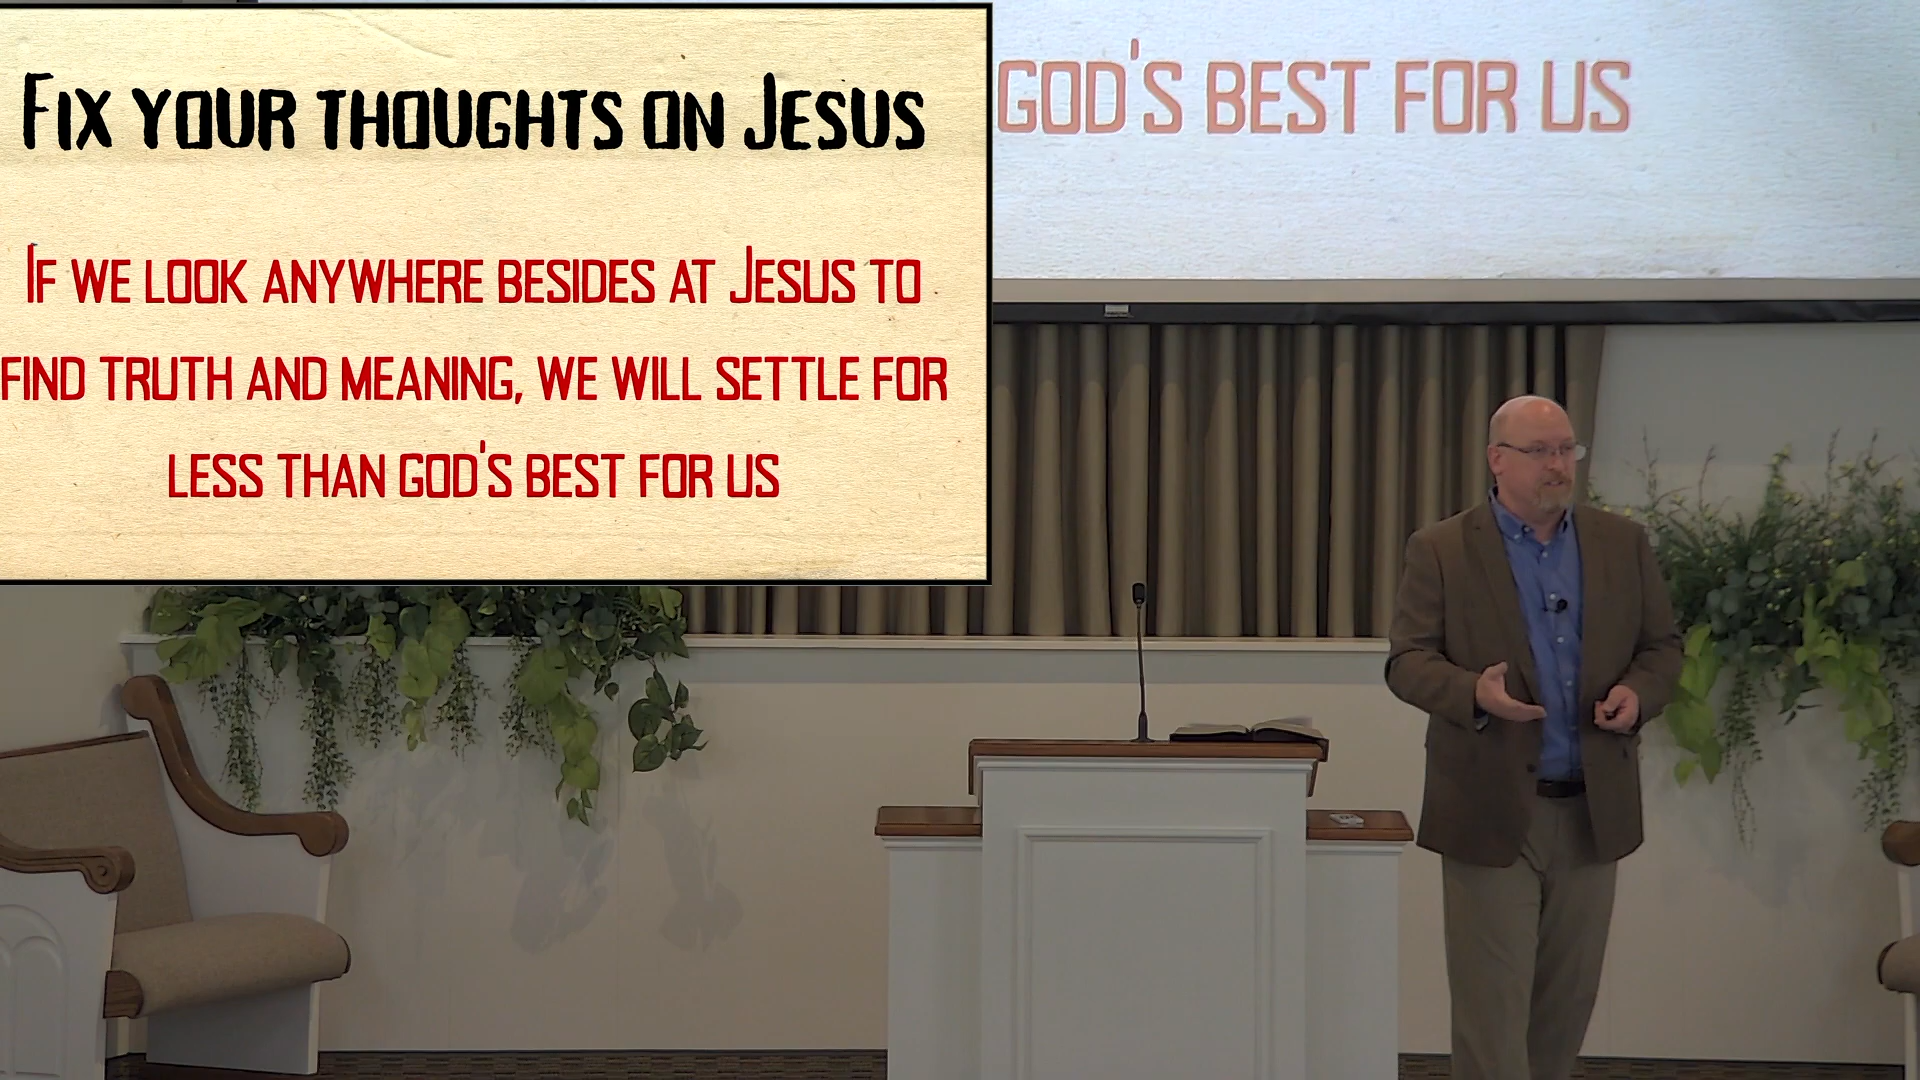 Fix your thoughts on Jesus
If we look anywhere besides at Jesus to
find truth and meaning, we will settle for
less than God's best for us
God's best for us